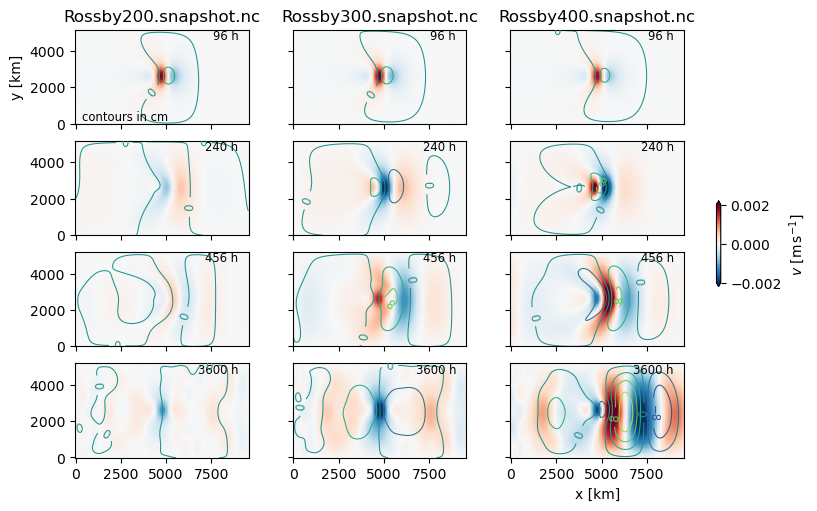 Rossby200.snapshot.nc Rossby300.snapshot.nc Rossby400.snapshot.nc
96 h 96 h 96 h
4000
y [km]
2000
0 0 0
contours in cm
0
240 h 240 h 240 h
4000
2000
0
456 h 456 h 456 h
4000
2000
0
3600 h 3600 h 3600 h
4000
2000
0
0 2500 5000 7500 0 2500 5000 7500 0 2500 5000 7500
x [km]
0.002
0.000
−0.002
v [m s⁻¹]